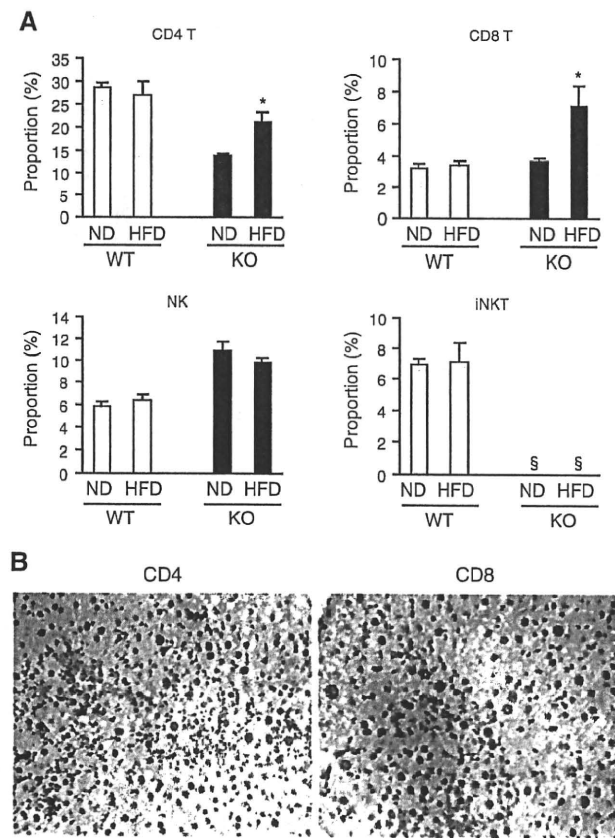 A
CD4 T
Proportion (%)
35
30
25
20
15
10
5
0
*
ND HFD ND HFD
WT KO
CD8 T
Proportion (%)
10
8
6
4
2
0
*
ND HFD ND HFD
WT KO
NK
Proportion (%)
14
12
10
8
6
4
2
0
ND HFD ND HFD
WT KO
iNKT
Proportion (%)
10
8
6
4
2
0
§ §
ND HFD ND HFD
WT KO
B
CD4 CD8